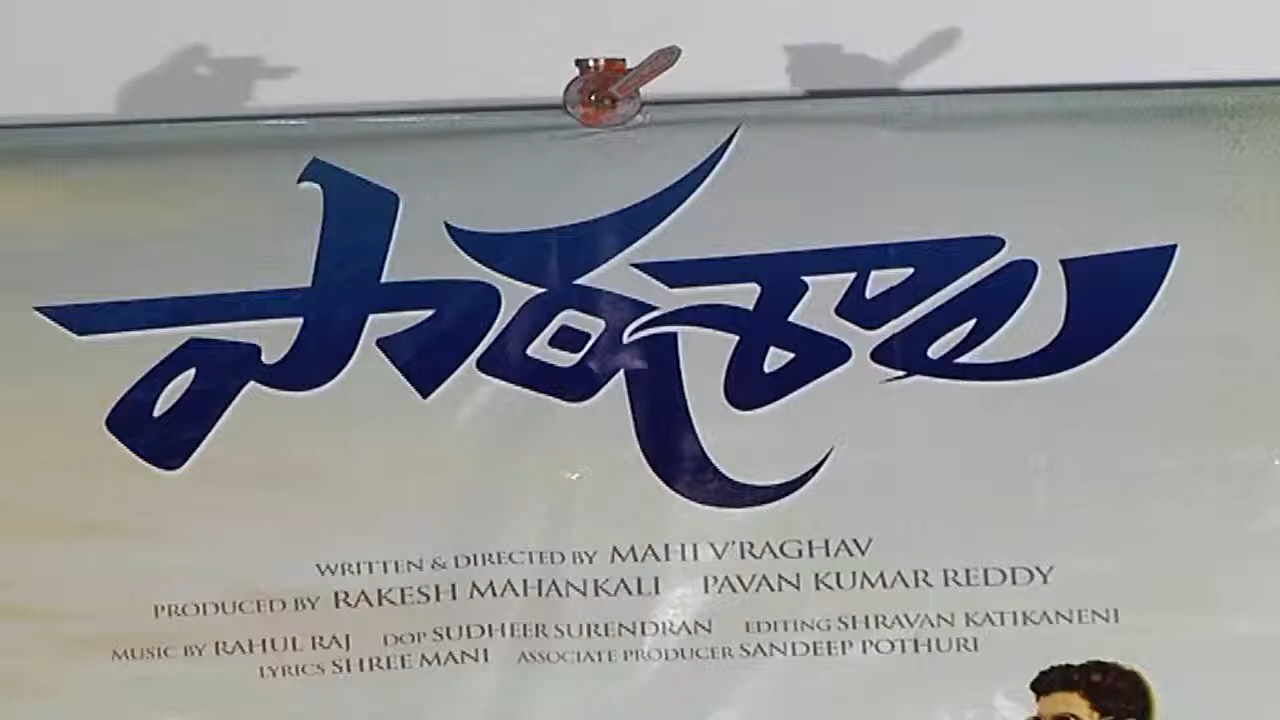 పాఠశాల
WRITTEN & DIRECTED BY MAHI V'RAGHAV
PRODUCED BY RAKESH MAHANKALI PAVAN KUMAR REDDY
MUSIC BY RAHUL RAJ DOP SUDHEER SURENDRAN EDITING SHRAVAN KATIKANENI
LYRICS SHREE MANI ASSOCIATE PRODUCER SANDEEP POTHURI